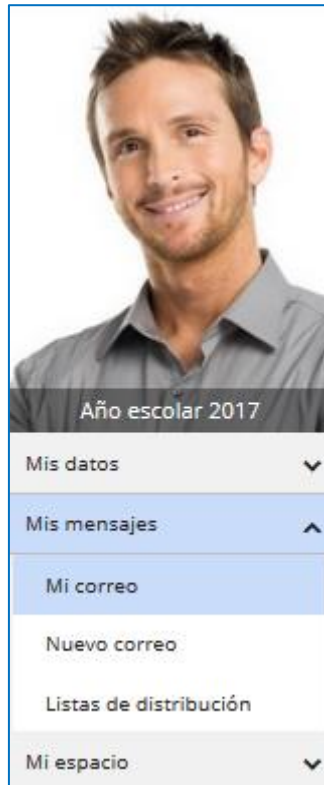 Año escolar 2017
Mis datos
Mis mensajes
Mi correo
Nuevo correo
Listas de distribución
Mi espacio